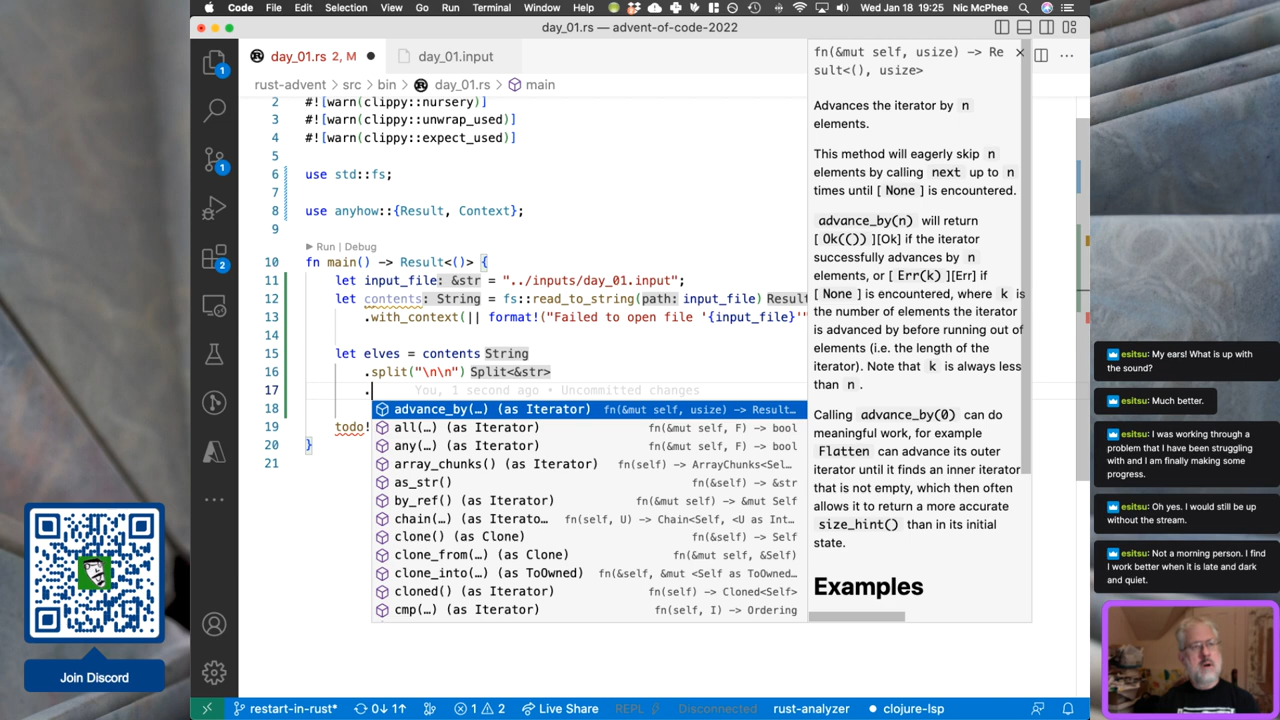 Code File Edit Selection View Go Run Terminal Window Help Wed Jan 18 19:25 Nic McPhee
day_01.rs — advent-of-code-2022
day_01.rs 2, M ● day_01.input
rust-advent > src > bin > day_01.rs > main
2 #![warn(clippy::nursery)]
3 #![warn(clippy::unwrap_used)]
4 #![warn(clippy::expect_used)]
5
6 use std::fs;
7
8 use anyhow::{Result, Context};
9
▶ Run | Debug
10 fn main() -> Result<()> {
11 let input_file: &str = "../inputs/day_01.input";
12 let contents: String = fs::read_to_string(path: input_file) Result
13 .with_context(|| format!("Failed to open file '{input_file}'"
14
15 let elves = contents String
16 .split("\n\n") Split<&str>
17 . You, 1 second ago • Uncommitted changes
18
19 todo!
20 }
21
advance_by(…) (as Iterator) fn(&mut self, usize) -> Result…
all(…) (as Iterator) fn(&mut self, F) -> bool
any(…) (as Iterator) fn(&mut self, F) -> bool
array_chunks() (as Iterator) fn(self) -> ArrayChunks<Sel…
as_str() fn(&self) -> &str
by_ref() (as Iterator) fn(&mut self) -> &mut Self
chain(…) (as Iterato… fn(self, U) -> Chain<Self, <U as Int…
clone() (as Clone) fn(&self) -> Self
clone_from(…) (as Clone) fn(&mut self, &Self)
clone_into(…) (as ToOwned) fn(&self, &mut <Self as ToOwned…
cloned() (as Iterator) fn(self) -> Cloned<Self>
cmp(…) (as Iterator) fn(self, I) -> Ordering
fn(&mut self, usize) -> Re
sult<(), usize>
Advances the iterator by n
elements.
This method will eagerly skip n
elements by calling next up to n
times until [ None ] is encountered.
advance_by(n) will return
[ Ok(()) ][Ok] if the iterator
successfully advances by n
elements, or [ Err(k) ][Err] if
[ None ] is encountered, where k is
the number of elements the iterator
is advanced by before running out of
elements (i.e. the length of the
iterator). Note that k is always less
than n .
Calling advance_by(0) can do
meaningful work, for example
Flatten can advance its outer
iterator until it finds an inner iterator
that is not empty, which then often
allows it to return a more accurate
size_hint() than in its initial
state.
Examples
1
1
2
restart-in-rust* 0↓ 1↑ 1 2 Live Share REPL Disconnected rust-analyzer clojure-lsp
Join Discord
esitsu: My ears! What is up with
the sound?
esitsu: Much better.
esitsu: I was working through a
problem that I have been struggling
with and I am finally making some
progress.
esitsu: Oh yes. I would still be up
without the stream.
esitsu: Not a morning person. I find
I work better when it is late and dark
and quiet.